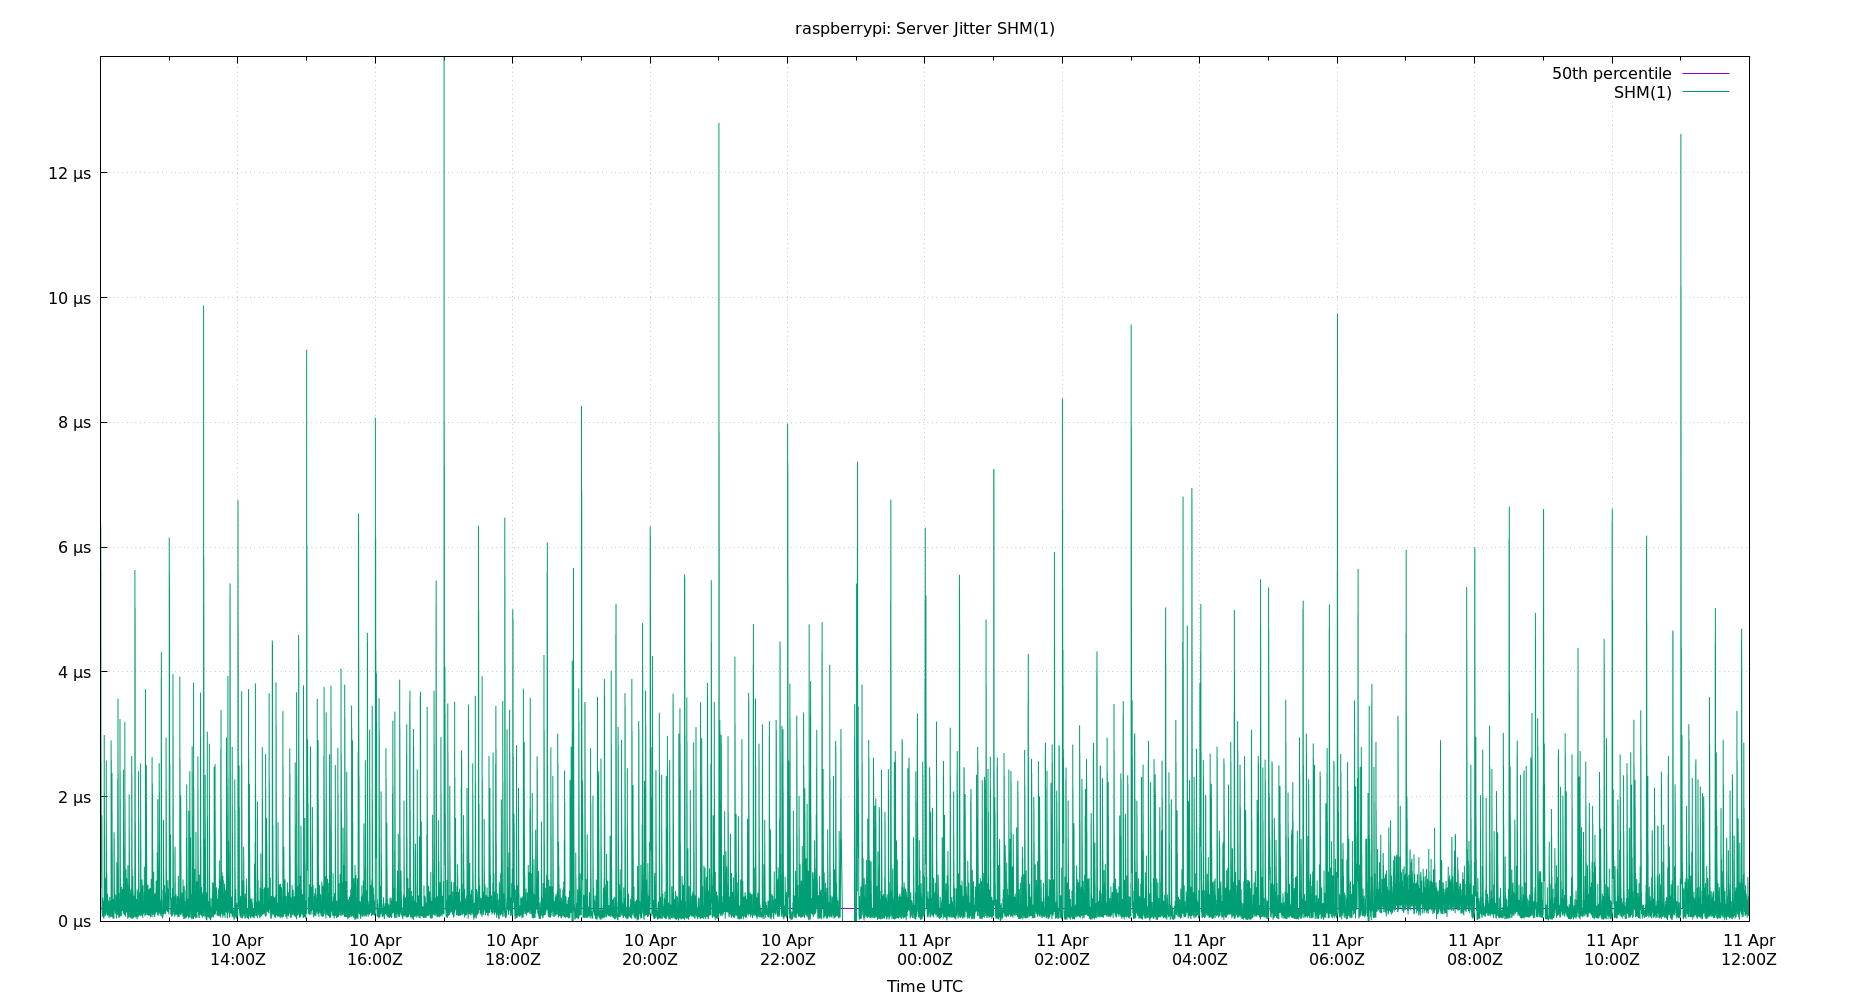 raspberrypi: Server Jitter SHM(1)
50th percentile
SHM(1)
12 µs
10 µs
8 µs
6 µs
4 µs
2 µs
0 µs
10 Apr 10 Apr 10 Apr 10 Apr 10 Apr 11 Apr 11 Apr 11 Apr 11 Apr 11 Apr 11 Apr 11 Apr
14:00Z 16:00Z 18:00Z 20:00Z 22:00Z 00:00Z 02:00Z 04:00Z 06:00Z 08:00Z 10:00Z 12:00Z
Time UTC